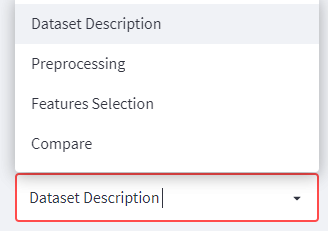 Dataset Description
Preprocessing
Features Selection
Compare
Dataset Description